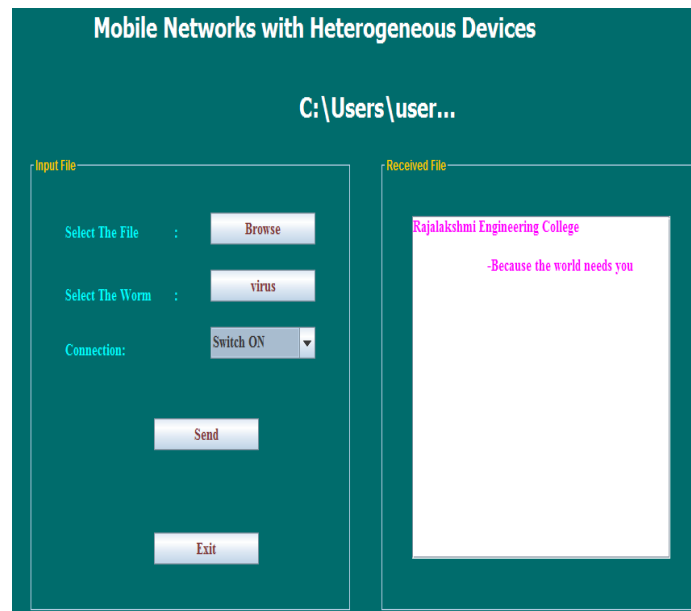 Mobile Networks with Heterogeneous Devices
C:\Users\user...
Input File
Select The File : Browse
Select The Worm : virus
Connection: Switch ON
Send
Exit
Received File
Rajalakshmi Engineering College
-Because the world needs you